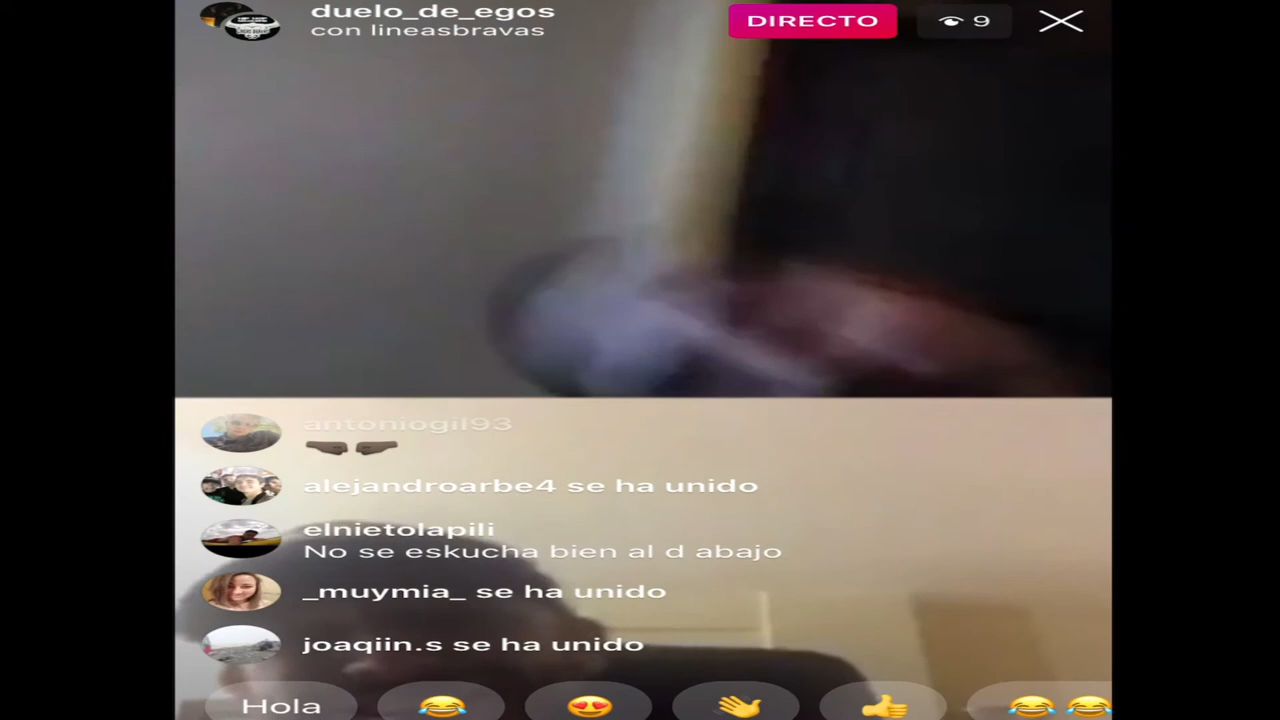 duelo_de_egos
con lineasbravas
DIRECTO
9
antoniogil93
alejandroarbe4 se ha unido
elnietolapili
No se eskucha bien al d abajo
_muymia_ se ha unido
joaqiin.s se ha unido
Hola